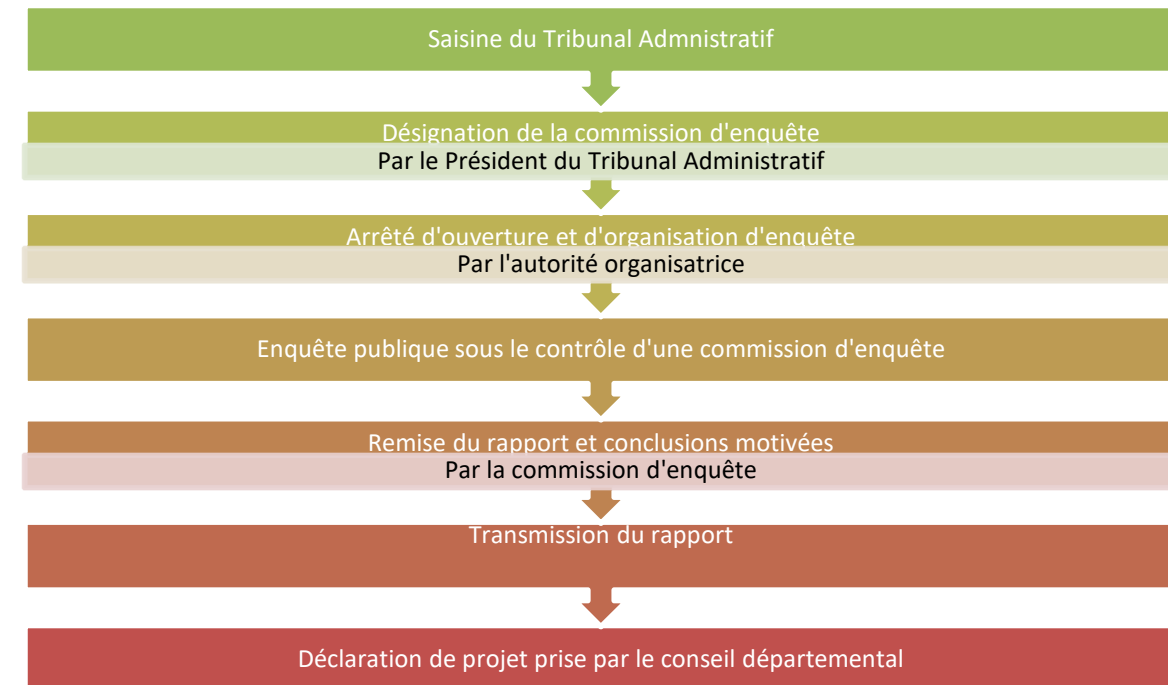 Saisine du Tribunal Admnistratif
Désignation de la commission d'enquête
Par le Président du Tribunal Administratif
Arrêté d'ouverture et d'organisation d'enquête
Par l'autorité organisatrice
Enquête publique sous le contrôle d'une commission d'enquête
Remise du rapport et conclusions motivées
Par la commission d'enquête
Transmission du rapport
Déclaration de projet prise par le conseil départemental